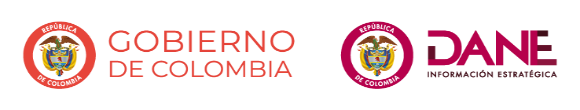 REPÚBLICA
DE COLOMBIA
GOBIERNO
DE COLOMBIA
REPÚBLICA
DE COLOMBIA
DANE
INFORMACIÓN ESTRATÉGICA